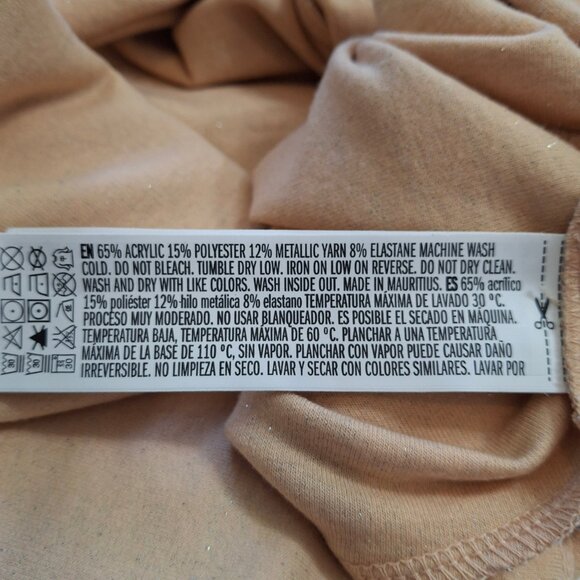 EN 65% ACRYLIC 15% POLYESTER 12% METALLIC YARN 8% ELASTANE MACHINE WASH
COLD. DO NOT BLEACH. TUMBLE DRY LOW. IRON ON LOW ON REVERSE. DO NOT DRY CLEAN.
WASH AND DRY WITH LIKE COLORS. WASH INSIDE OUT. MADE IN MAURITIUS. ES 65% acrílico
15% poliéster 12% hilo metálica 8% elastano TEMPERATURA MÁXIMA DE LAVADO 30 °C.
PROCESO MUY MODERADO. NO USAR BLANQUEADOR. ES POSIBLE EL SECADO EN MÁQUINA.
TEMPERATURA BAJA, TEMPERATURA MÁXIMA DE 60 °C. PLANCHAR A UNA TEMPERATURA
MÁXIMA DE LA BASE DE 110 °C, SIN VAPOR. PLANCHAR CON VAPOR PUEDE CAUSAR DAÑO
IRREVERSIBLE. NO LIMPIEZA EN SECO. LAVAR Y SECAR CON COLORES SIMILARES. LAVAR POR